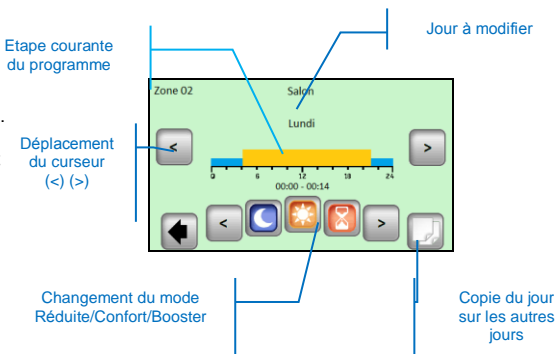 Etape courante
du programme
Jour à modifier
Zone 02
Salon
Lundi
Déplacement
du curseur
(<) (>)
<
>
0 6 12 18 24
00:00 - 00:14
<
>
Changement du mode
Réduite/Confort/Booster
Copie du jour
sur les autres
jours